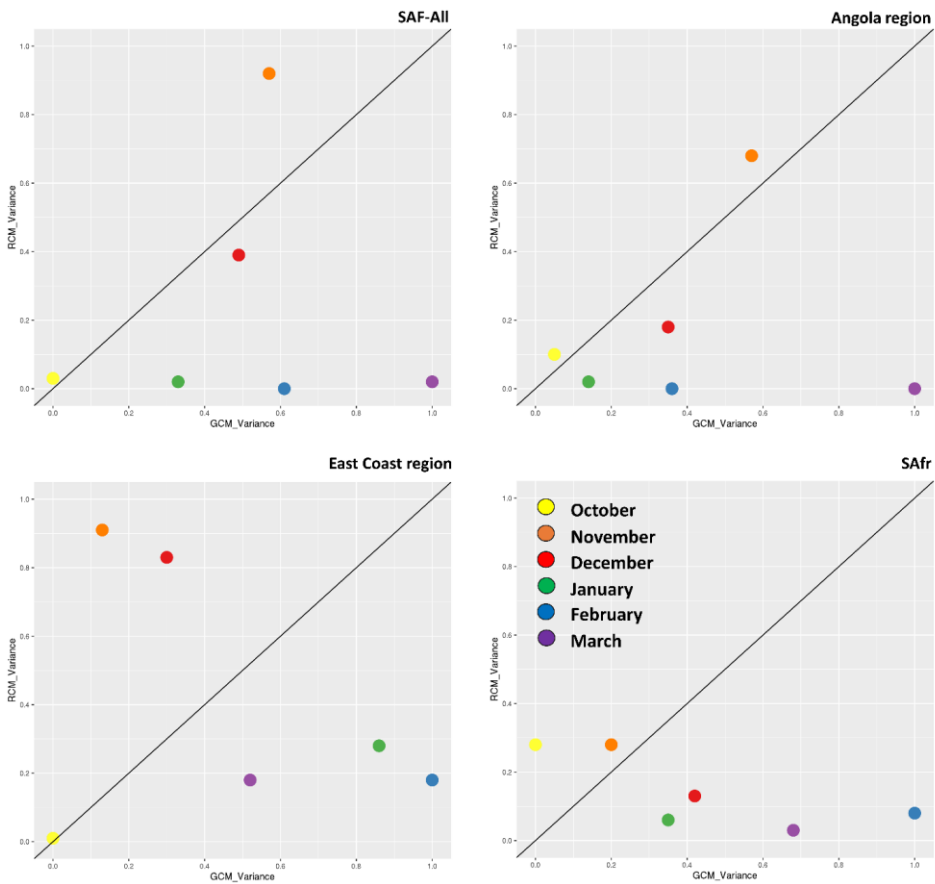 SAF-All
1.0
0.8
0.6
0.4
0.2
0.0
RCM_Variance
0.0 0.2 0.4 0.6 0.8 1.0
GCM_Variance
Angola region
1.0
0.8
0.6
0.4
0.2
0.0
RCM_Variance
0.0 0.2 0.4 0.6 0.8 1.0
GCM_Variance
East Coast region
1.0
0.8
0.6
0.4
0.2
0.0
RCM_Variance
0.0 0.2 0.4 0.6 0.8 1.0
GCM_Variance
SAfr
1.0
0.8
0.6
0.4
0.2
0.0
RCM_Variance
October
November
December
January
February
March
0.0 0.2 0.4 0.6 0.8 1.0
GCM_Variance